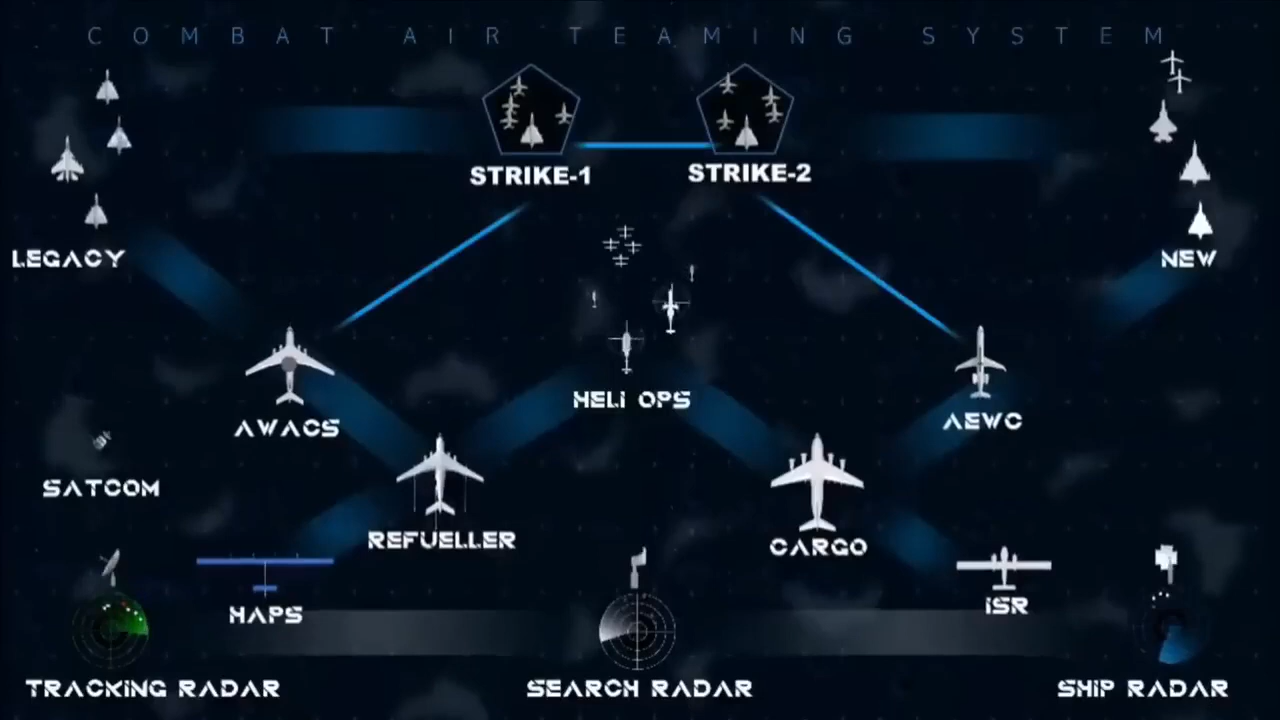 COMBAT AIR TEAMING SYSTEM
STRIKE-1
STRIKE-2
LEGACY
NEW
HELI OPS
AWACS
AEWC
SATCOM
REFUELLER
CARGO
HAPS
ISR
TRACKING RADAR
SEARCH RADAR
SHIP RADAR